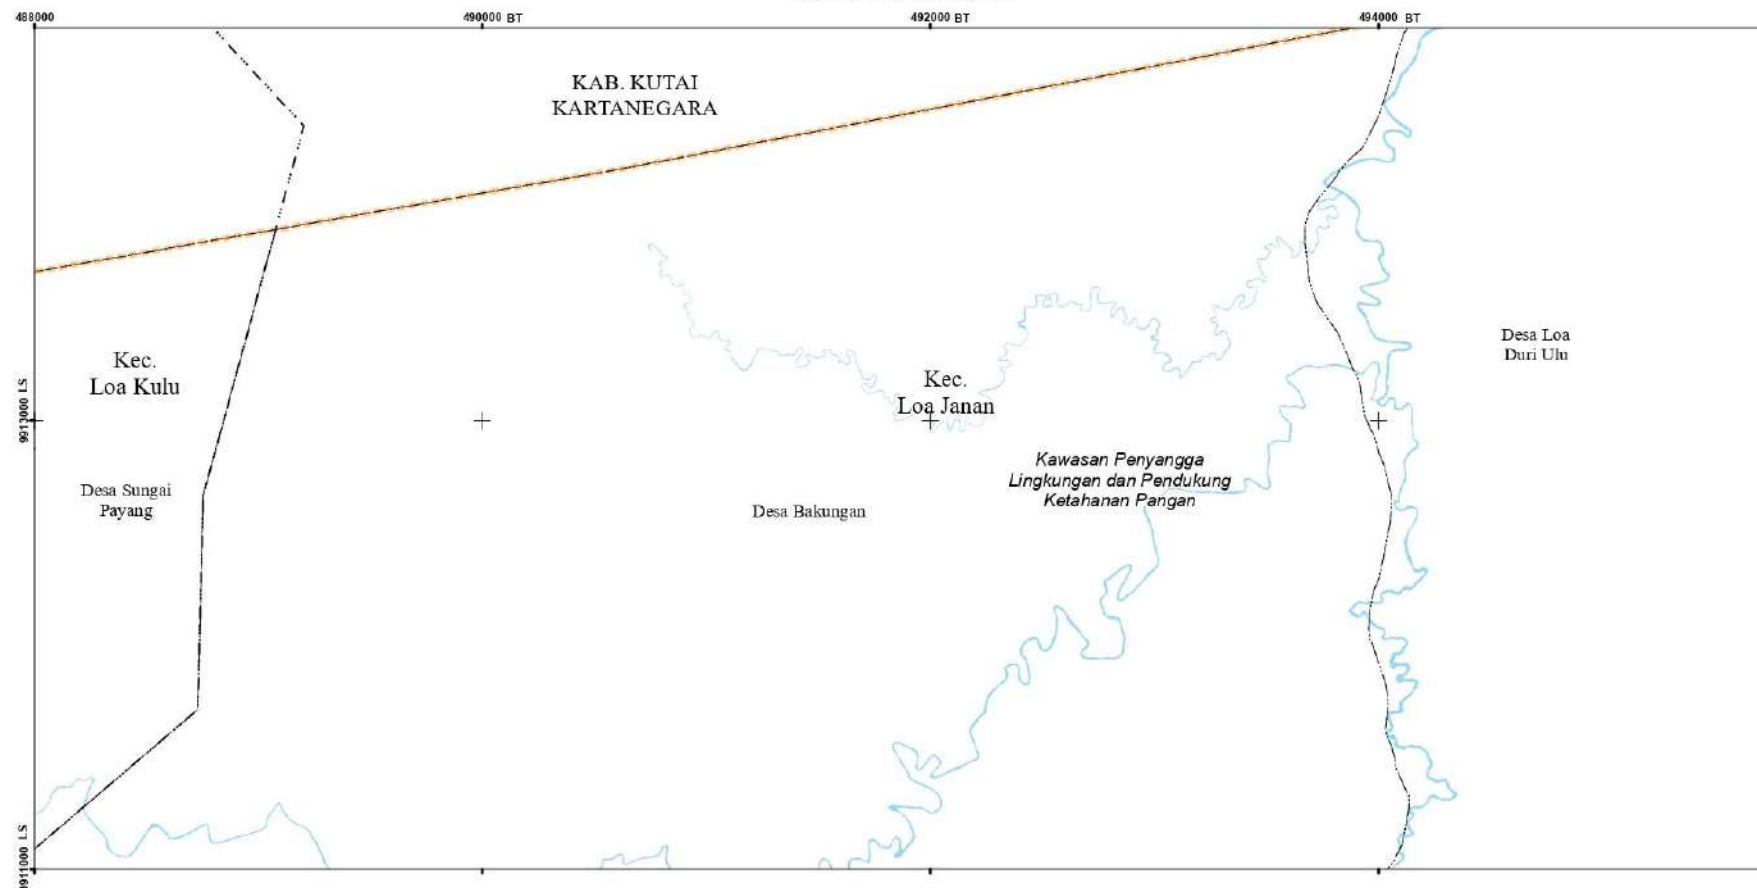 488000
490000 BT
492000 BT
494000 BT
KAB. KUTAI
KARTANEGARA
Desa Loa
Duri Ulu
Kec.
Loa Kulu
Kec.
Loa Janan
9913000 LS
Kawasan Penyangga
Lingkungan dan Pendukung
Ketahanan Pangan
Desa Sungai
Payang
Desa Bakungan
9911000 LS